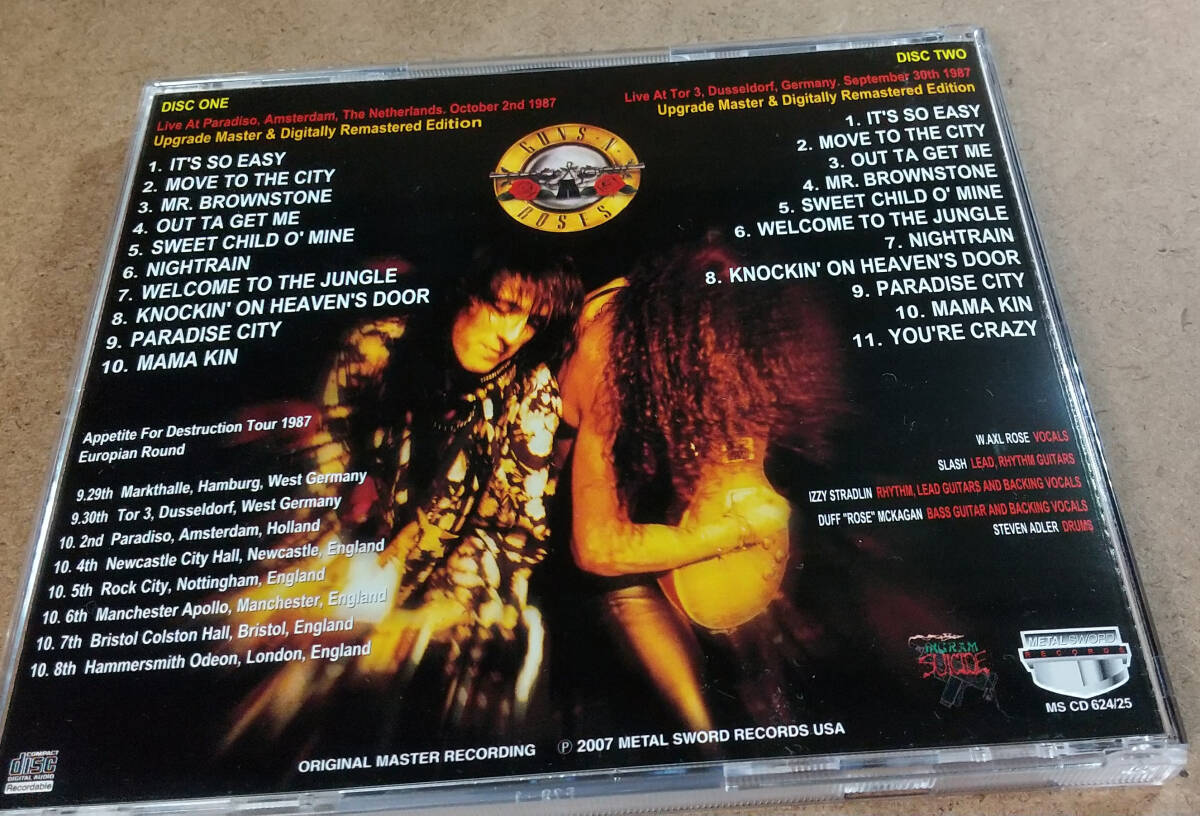 DISC ONE
Live At Paradiso, Amsterdam, The Netherlands. October 2nd 1987
Upgrade Master & Digitally Remastered Edition
1. IT'S SO EASY
2. MOVE TO THE CITY
3. MR. BROWNSTONE
4. OUT TA GET ME
5. SWEET CHILD O' MINE
6. NIGHTRAIN
7. WELCOME TO THE JUNGLE
8. KNOCKIN' ON HEAVEN'S DOOR
9. PARADISE CITY
10. MAMA KIN
GUNS N' ROSES
DISC TWO
Live At Tor 3, Dusseldorf, Germany. September 30th 1987
Upgrade Master & Digitally Remastered Edition
1. IT'S SO EASY
2. MOVE TO THE CITY
3. OUT TA GET ME
4. MR. BROWNSTONE
5. SWEET CHILD O' MINE
6. WELCOME TO THE JUNGLE
7. NIGHTRAIN
8. KNOCKIN' ON HEAVEN'S DOOR
9. PARADISE CITY
10. MAMA KIN
11. YOU'RE CRAZY
Appetite For Destruction Tour 1987
Europian Round
9.29th Markthalle, Hamburg, West Germany
9.30th Tor 3, Dusseldorf, West Germany
10. 2nd Paradiso, Amsterdam, Holland
10. 4th Newcastle City Hall, Newcastle, England
10. 5th Rock City, Nottingham, England
10. 6th Manchester Apollo, Manchester, England
10. 7th Bristol Colston Hall, Bristol, England
10. 8th Hammersmith Odeon, London, England
W.AXL ROSE VOCALS
SLASH LEAD, RHYTHM GUITARS
IZZY STRADLIN RHYTHM, LEAD GUITARS AND BACKING VOCALS
DUFF "ROSE" MCKAGAN BASS GUITAR AND BACKING VOCALS
STEVEN ADLER DRUMS
SUICIDE
METAL SWORD
RECORDS
MS CD 624/25
COMPACT
disc
DIGITAL AUDIO
Recordable
ORIGINAL MASTER RECORDING ℗ 2007 METAL SWORD RECORDS USA